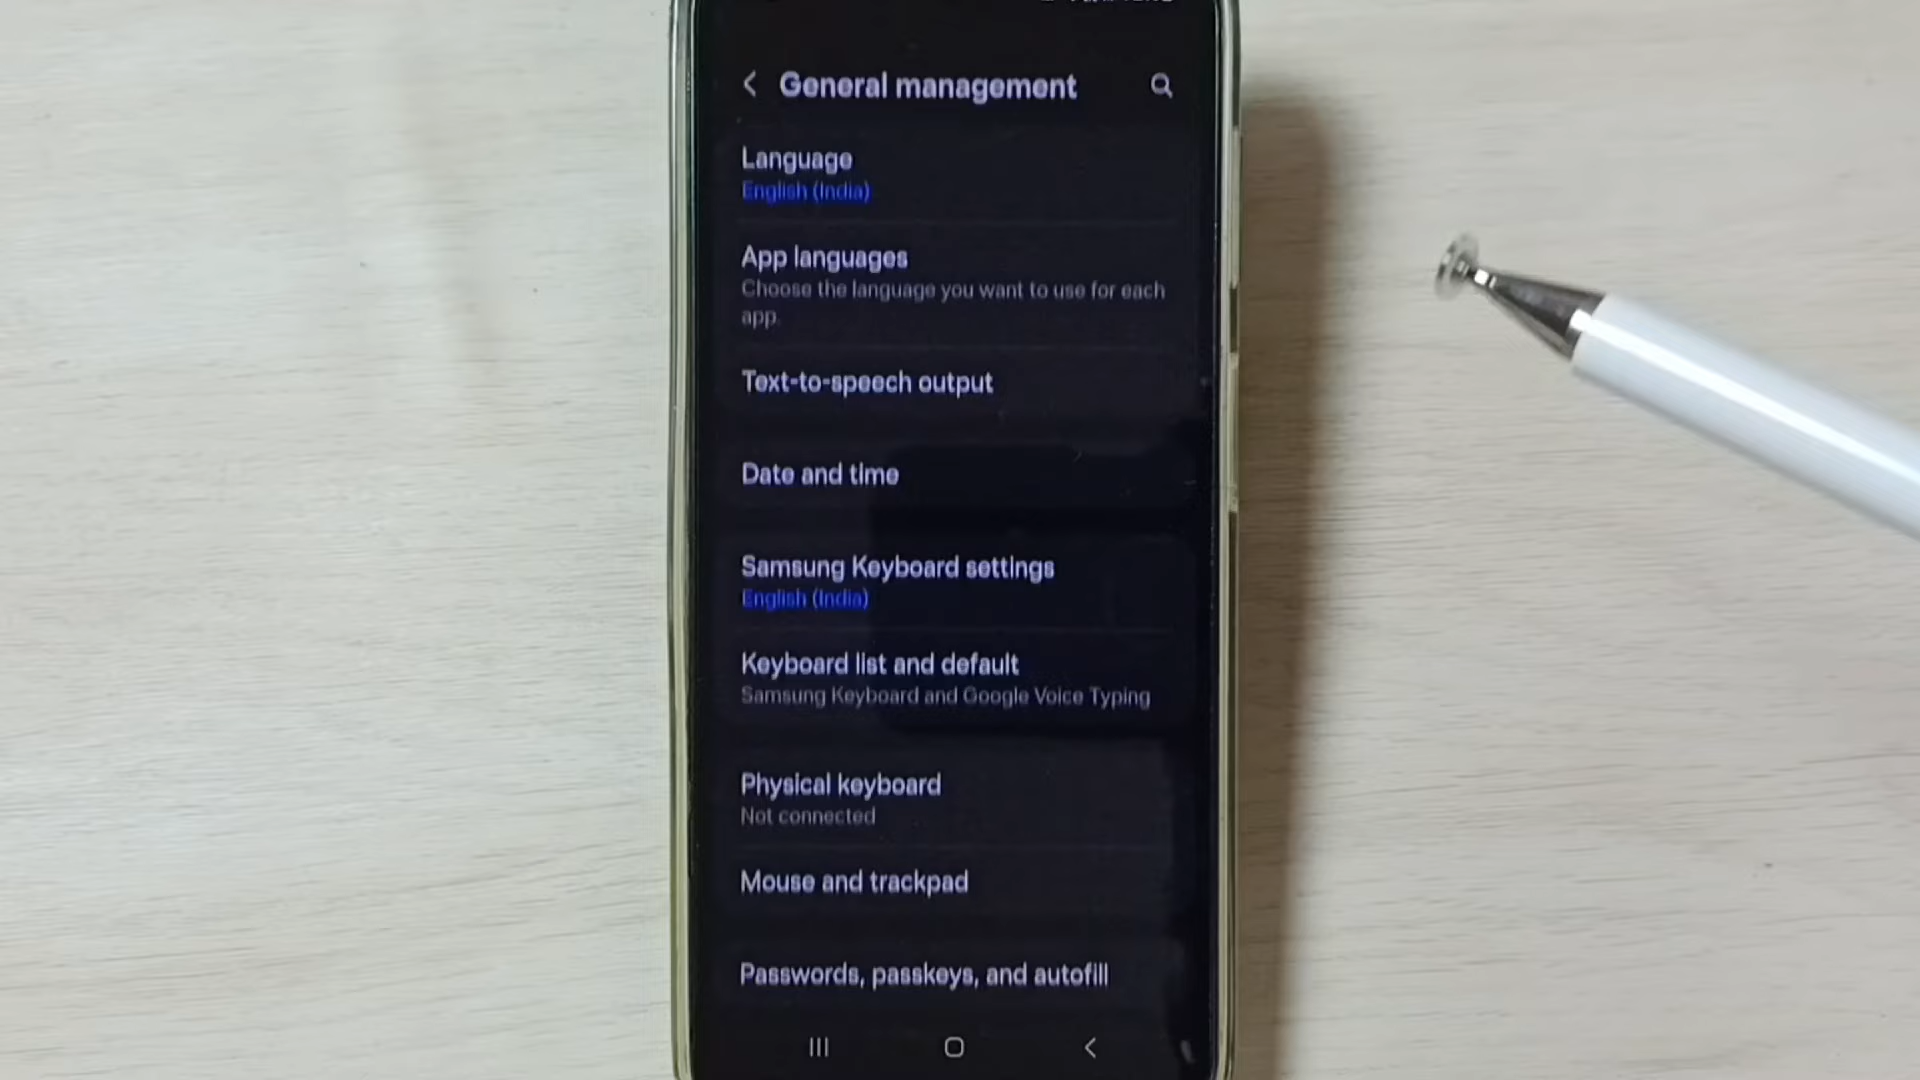 General management
Language
English (India)
App languages
Choose the language you want to use for each
app.
Text-to-speech output
Date and time
Samsung Keyboard settings
English (India)
Keyboard list and default
Samsung Keyboard and Google Voice Typing
Physical keyboard
Not connected
Mouse and trackpad
Passwords, passkeys, and autofill